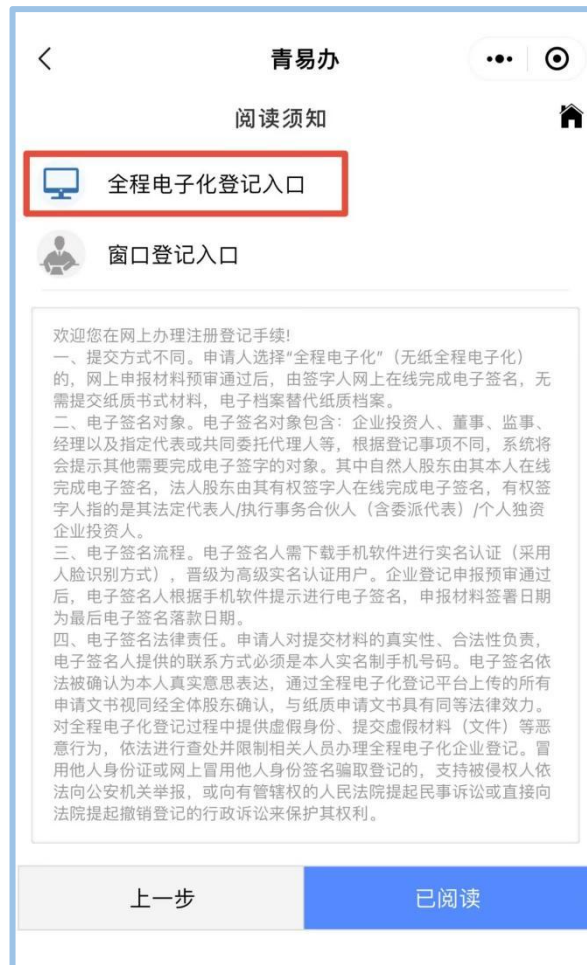 青易办
阅读须知
全程电子化登记入口
窗口登记入口
欢迎您在网上办理注册登记手续!
一、提交方式不同。申请人选择“全程电子化”（无纸全程电子化）
的，网上申报材料预审通过后，由签字人网上在线完成电子签名，无
需提交纸质书式材料，电子档案替代纸质档案。
二、电子签名对象。电子签名对象包含：企业投资人、董事、监事、
经理以及指定代表或共同委托代理人等，根据登记事项不同，系统将
会提示其他需要完成电子签字的对象。其中自然人股东由其本人在线
完成电子签名，法人股东由其有权签字人在线完成电子签名，有权签
字人指的是其法定代表人/执行事务合伙人（含委派代表）/个人独资
企业投资人。
三、电子签名流程。电子签名人需下载手机软件进行实名认证（采用
人脸识别方式），晋级为高级实名认证用户。企业登记申报预审通过
后，电子签名人根据手机软件提示进行电子签名，申报材料签署日期
为最后电子签名落款日期。
四、电子签名法律责任。申请人对提交材料的真实性、合法性负责，
电子签名人提供的联系方式必须是本人实名制手机号码。电子签名依
法被确认为本人真实意思表达，通过全程电子化登记平台上传的所有
申请文书视同经全体股东确认，与纸质申请文书具有同等法律效力。
对全程电子化登记过程中提供虚假身份、提交虚假材料（文件）等恶
意行为，依法进行查处并限制相关人员办理全程电子化企业登记。冒
用他人身份证或网上冒用他人身份签名骗取登记的，支持被侵权人依
法向公安机关举报，或向有管辖权的人民法院提起民事诉讼或直接向
法院提起撤销登记的行政诉讼来保护其权利。
上一步
已阅读